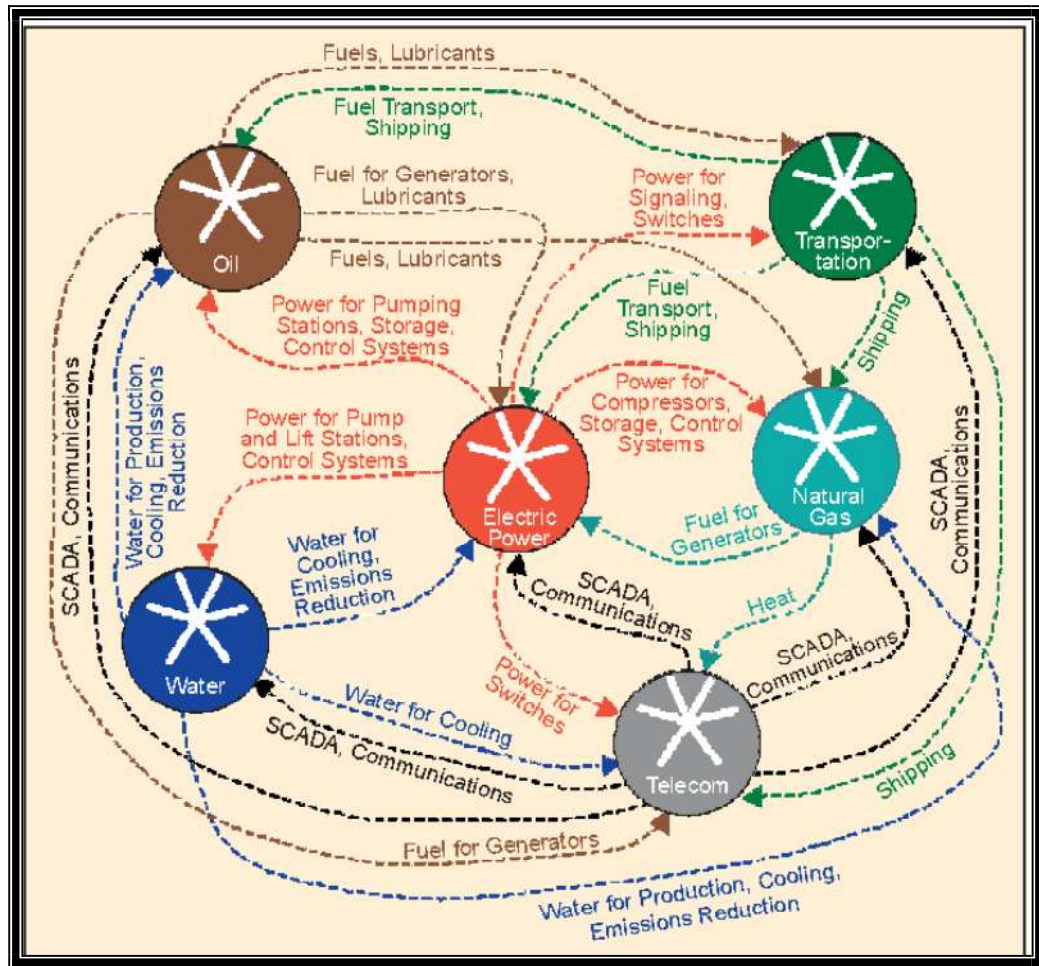 Fuels, Lubricants
Fuel Transport,
Shipping
Fuel for Generators,
Lubricants
Power for
Signaling,
Switches
Transpor-
tation
Oil
Fuels, Lubricants
Fuel
Transport,
Shipping
Shipping
Power for Pumping
Stations, Storage,
Control Systems
Power for
Compressors,
Storage, Control
Systems
Power for Pump
and Lift Stations,
Control Systems
SCADA, Communications
Water for Production,
Cooling, Emissions
Reduction
SCADA,
Communications
Natural
Gas
Electric
Power
Fuel for
Generators
Water for
Cooling,
Emissions
Reduction
SCADA,
Communications
Heat
SCADA,
Communications
Water
Water for Cooling
Power for
Switches
SCADA, Communications
Telecom
Shipping
Fuel for Generators
Water for Production, Cooling,
Emissions Reduction